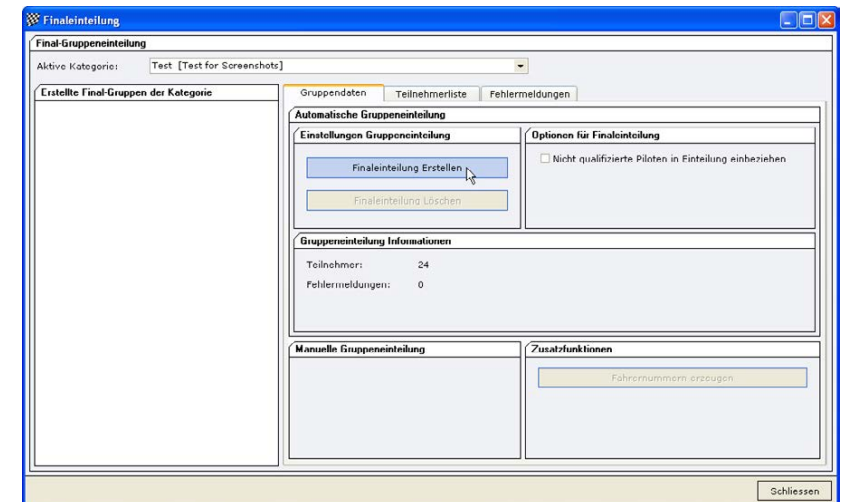 Finaleinteilung
Final-Gruppeneinteilung
Aktive Kategorie: Test [Test for Screenshots]
Erstellte Final-Gruppen der Kategorie
Gruppendaten Teilnehmerliste Fehlermeldungen
Automatische Gruppeneinteilung
Einstellungen Gruppeneinteilung
Finaleinteilung Erstellen
Finaleinteilung Löschen
Optionen für Finaleinteilung
Nicht qualifizierte Piloten in Einteilung einbeziehen
Gruppeneinteilung Informationen
Teilnehmer: 24
Fehlermeldungen: 0
Manuelle Gruppeneinteilung
Zusatzfunktionen
Fahrernummern erzeugen
Schliessen